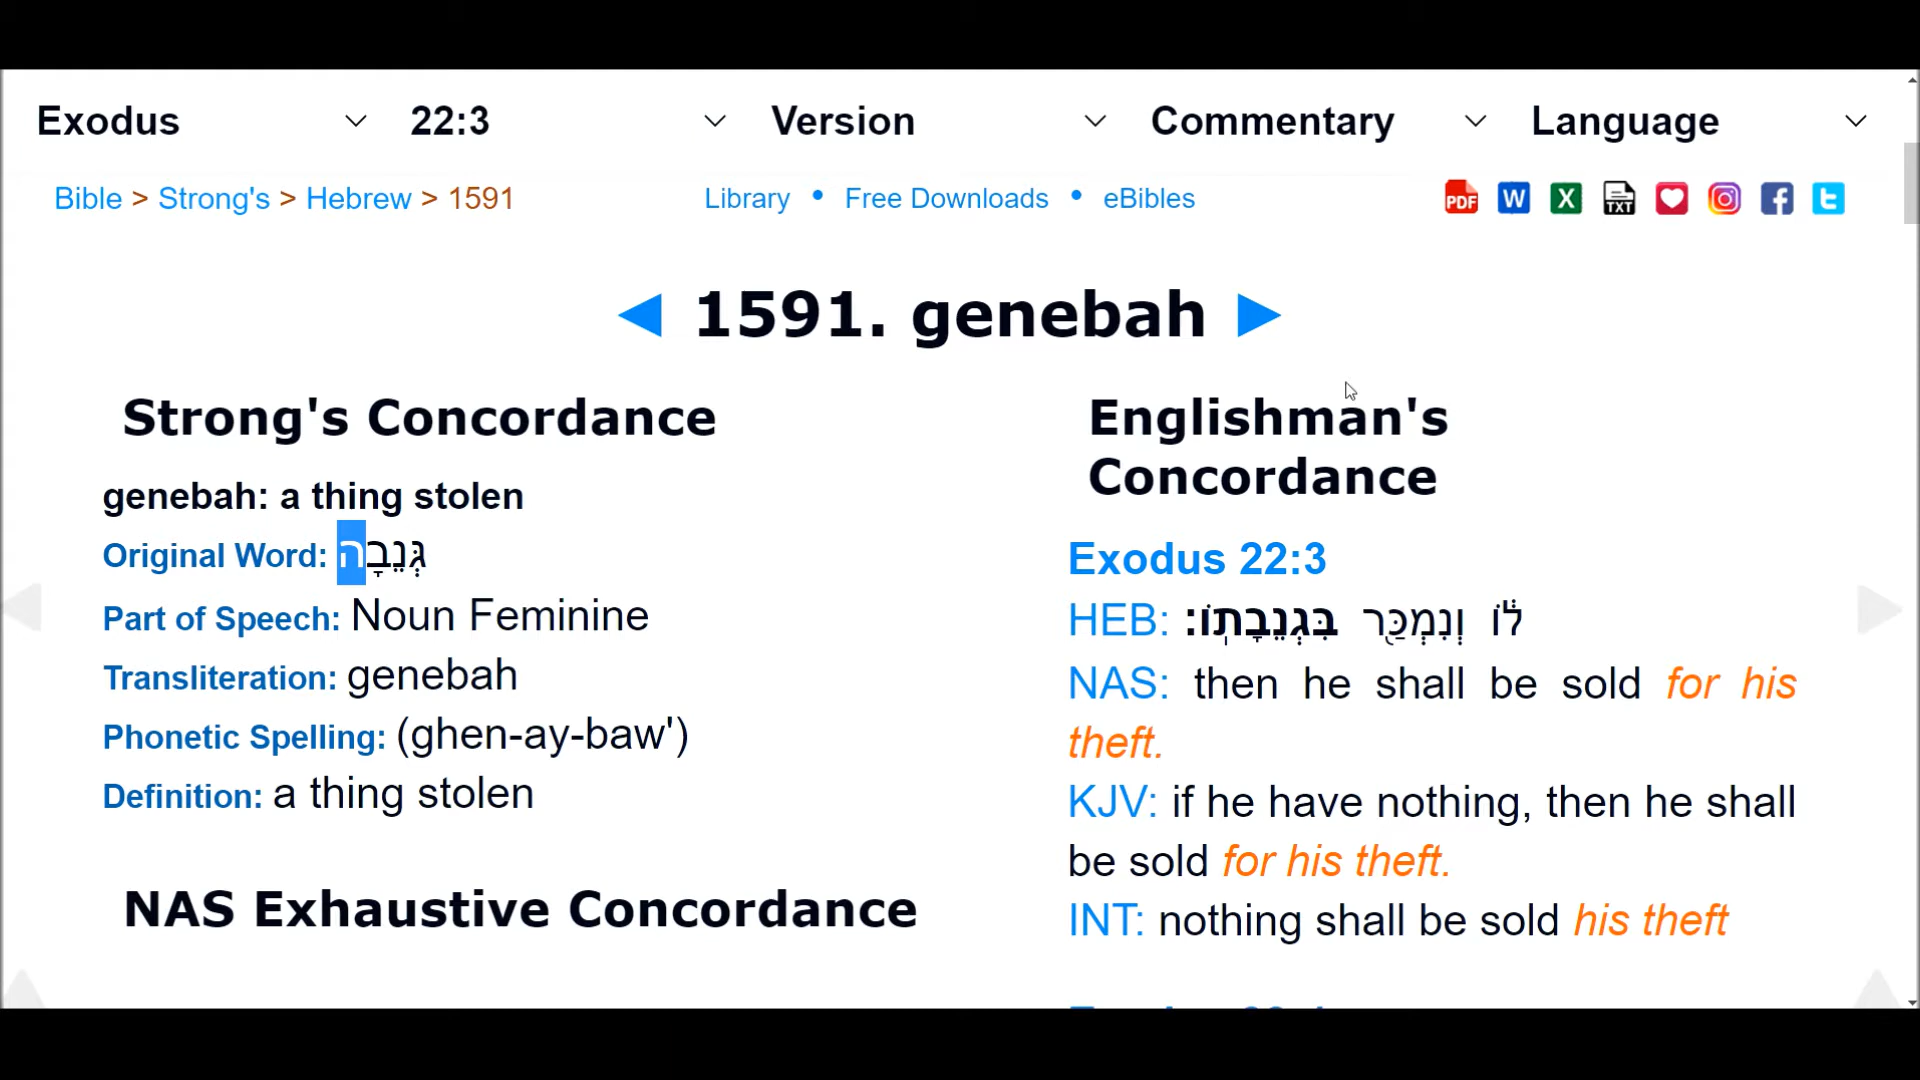 Exodus 22:3 Version Commentary Language
Bible > Strong's > Hebrew > 1591 Library • Free Downloads • eBibles PDF W X TXT
◄ 1591. genebah ►
Strong's Concordance
genebah: a thing stolen
Original Word: גְּנֵבָה
Part of Speech: Noun Feminine
Transliteration: genebah
Phonetic Spelling: (ghen-ay-baw')
Definition: a thing stolen
NAS Exhaustive Concordance
Englishman's
Concordance
Exodus 22:3
HEB: ל֔וֹ וְנִמְכַּ֖ר בִּגְנֵבָתֽוֹ׃
NAS: then he shall be sold for his
theft.
KJV: if he have nothing, then he shall
be sold for his theft.
INT: nothing shall be sold his theft